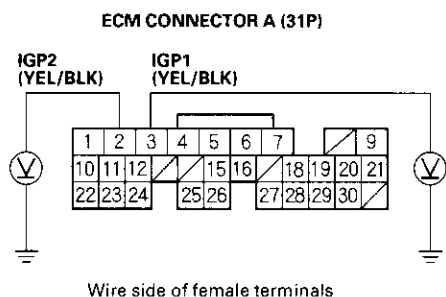 ECM CONNECTOR A (31P)
IGP2 IGP1
(YEL/BLK) (YEL/BLK)
1 2 3 4 5 6 7 9
V 10 11 12 15 16 18 19 20 21 V
22 23 24 25 26 27 28 29 30
Wire side of female terminals